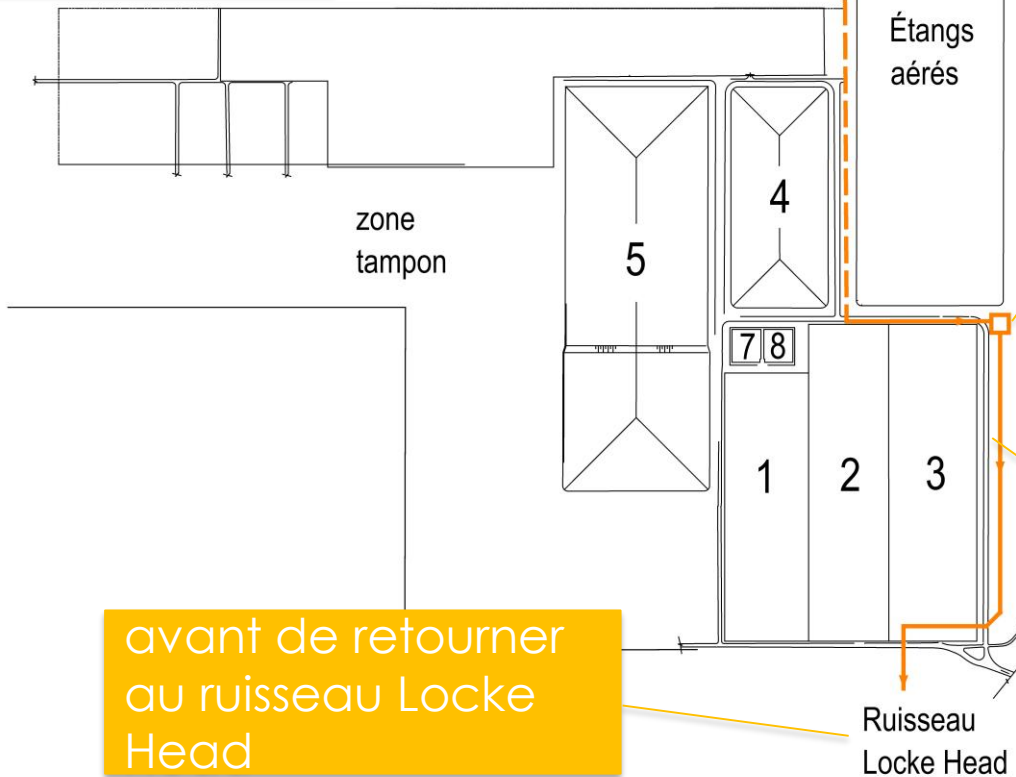 Étangs
aérés
4
zone
tampon
5
7 8
1
2
3
avant de retourner
au ruisseau Locke
Head
Ruisseau
Locke Head